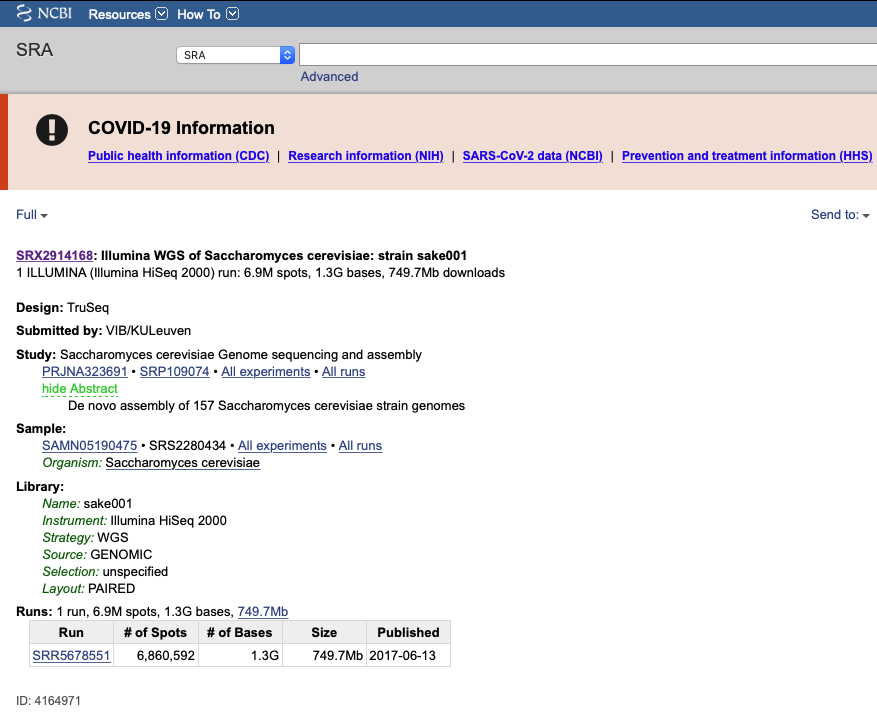 NCBI Resources How To
SRA SRA
Advanced
COVID-19 Information
Public health information (CDC) | Research information (NIH) | SARS-CoV-2 data (NCBI) | Prevention and treatment information (HHS)
Full Send to:
SRX2914168: Illumina WGS of Saccharomyces cerevisiae: strain sake001
1 ILLUMINA (Illumina HiSeq 2000) run: 6.9M spots, 1.3G bases, 749.7Mb downloads
Design: TruSeq
Submitted by: VIB/KULeuven
Study: Saccharomyces cerevisiae Genome sequencing and assembly
PRJNA323691 • SRP109074 • All experiments • All runs
hide Abstract
De novo assembly of 157 Saccharomyces cerevisiae strain genomes
Sample:
SAMN05190475 • SRS2280434 • All experiments • All runs
Organism: Saccharomyces cerevisiae
Library:
Name: sake001
Instrument: Illumina HiSeq 2000
Strategy: WGS
Source: GENOMIC
Selection: unspecified
Layout: PAIRED
Runs: 1 run, 6.9M spots, 1.3G bases, 749.7Mb
Run # of Spots # of Bases Size Published
SRR5678551 6,860,592 1.3G 749.7Mb 2017-06-13
ID: 4164971